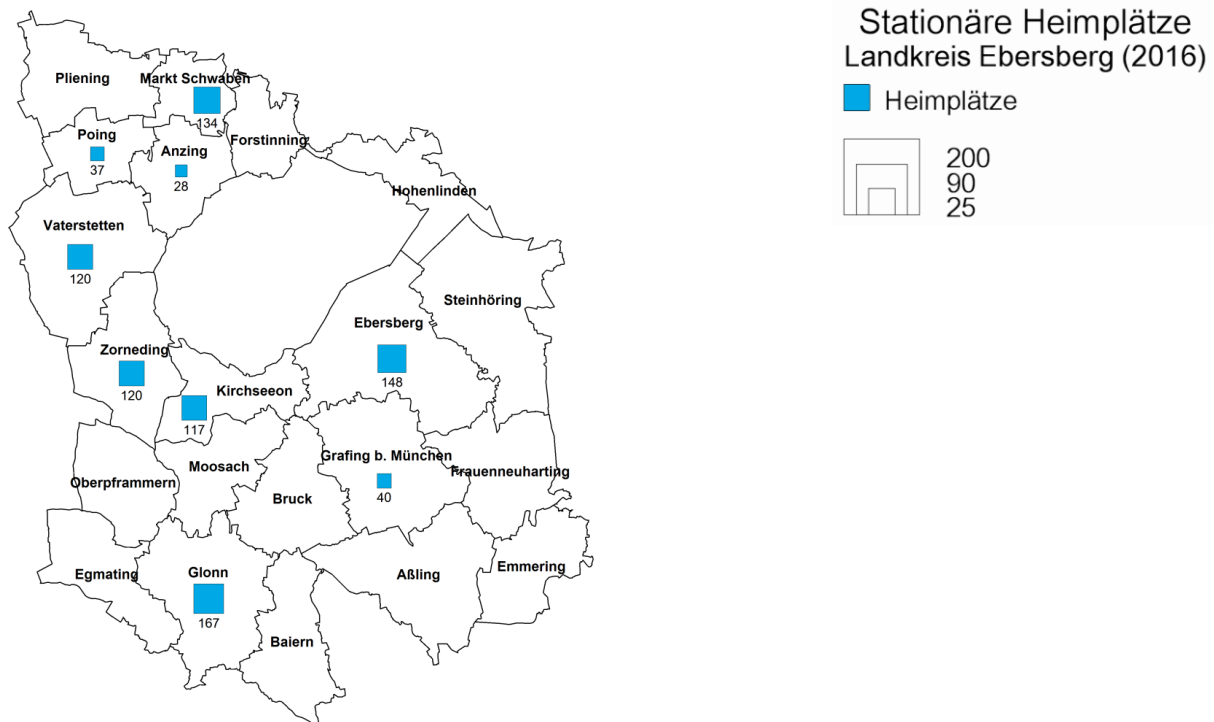 Stationäre Heimplätze
Landkreis Ebersberg (2016)
Heimplätze
200
90
25
Pliening
Markt Schwaben
134
Poing
37
Anzing
28
Forstinning
Hohenlinden
Vaterstetten
120
Steinhöring
Ebersberg
148
Zorneding
120
Kirchseeon
117
Grafing b. München
40
Moosach
Frauenneuharting
Oberpframmern
Bruck
Egmating
Glonn
167
Aßling
Emmering
Baiern